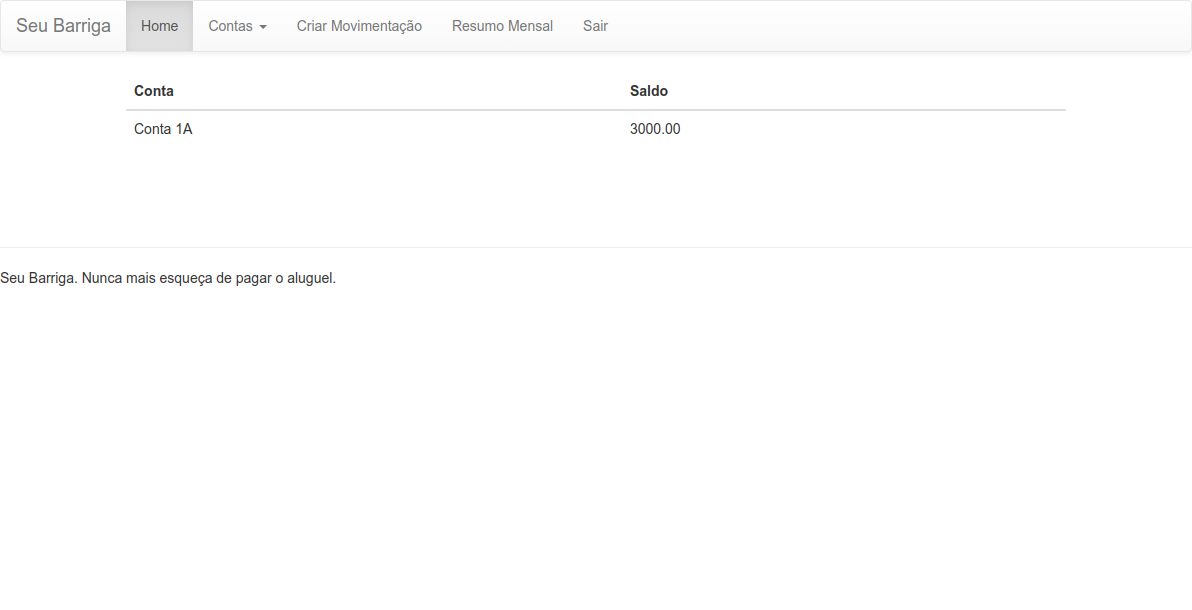 Seu Barriga Home Contas Criar Movimentação Resumo Mensal Sair
Conta Saldo
Conta 1A 3000.00
Seu Barriga. Nunca mais esqueça de pagar o aluguel.